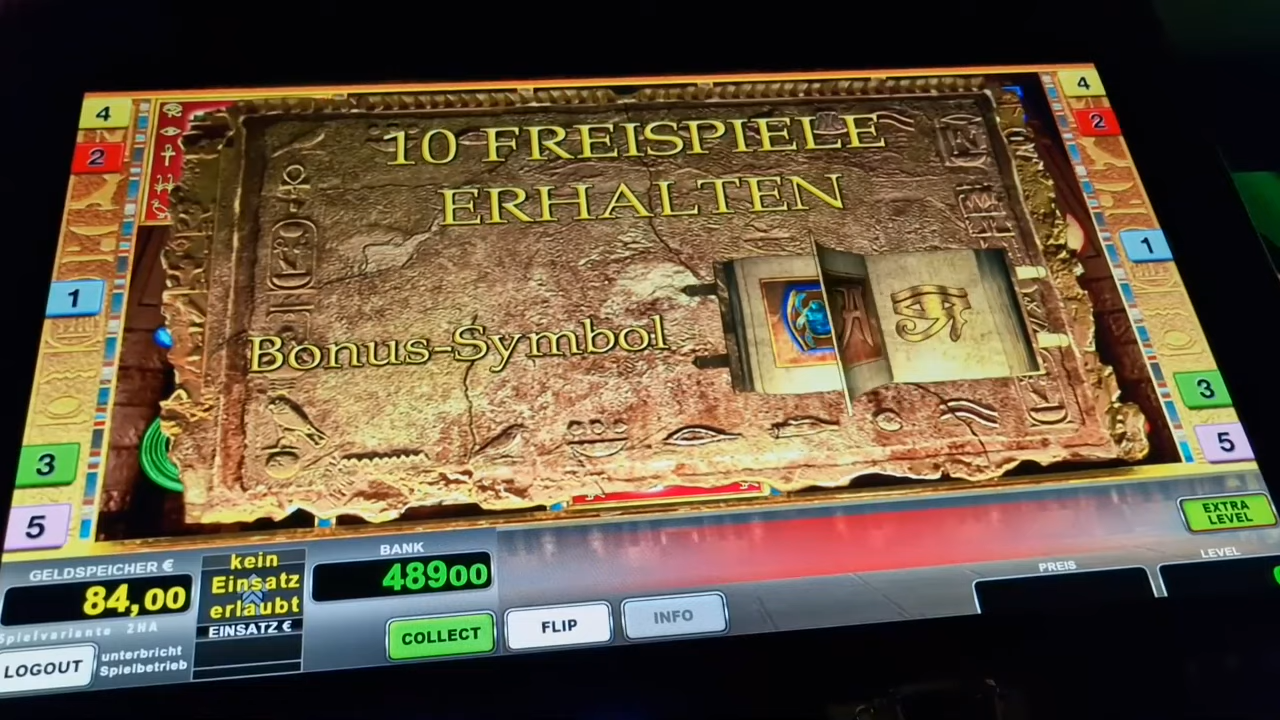 4
2
1
3
5
10 FREISPIELE
ERHALTEN
Bonus-Symbol
4
2
1
3
5
EXTRA
LEVEL
GELDSPEICHER €
84,00
Spielvariante 2HA
kein
Einsatz
erlaubt
EINSATZ €
BANK
48900
PREIS
LEVEL
LOGOUT
unterbricht
Spielbetrieb
COLLECT
FLIP
INFO